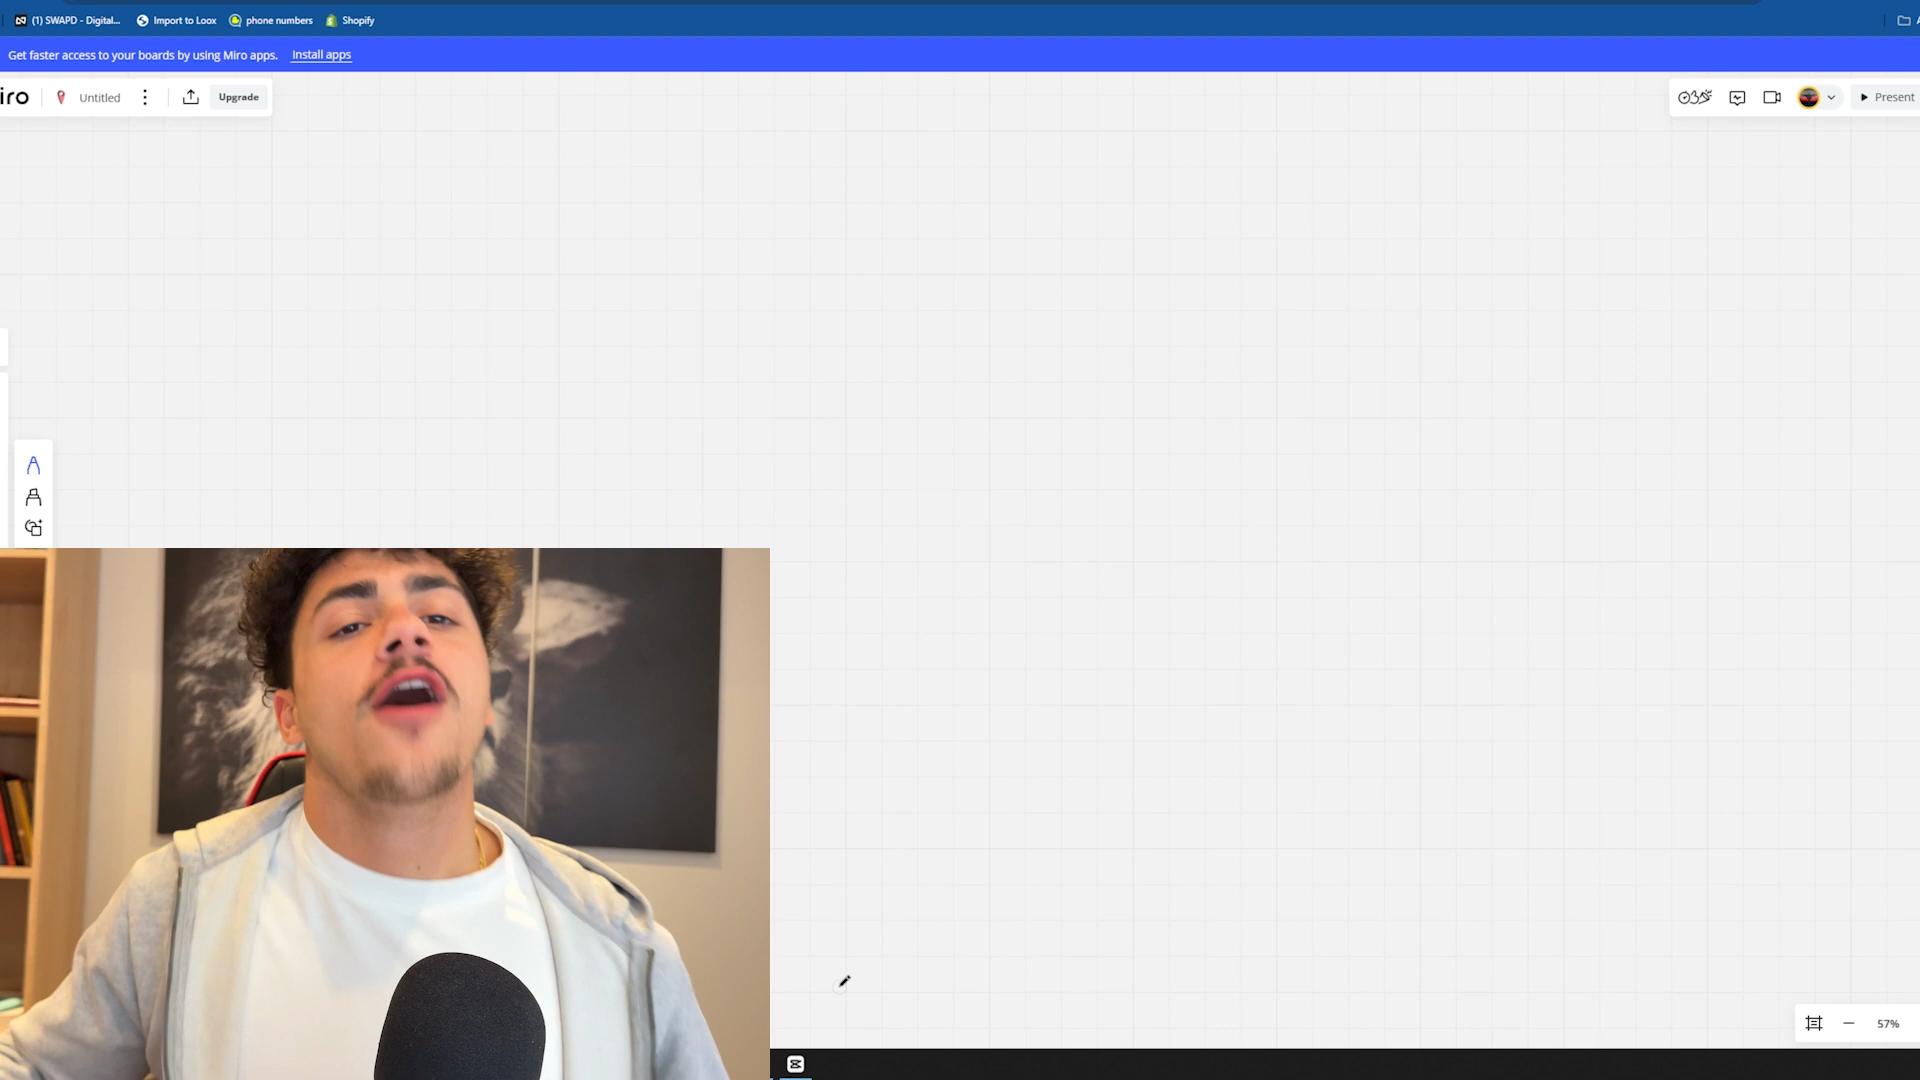 (1) SWAPD - Digital... Import to Loox phone numbers Shopify
Get faster access to your boards by using Miro apps. Install apps
iro Untitled Upgrade Present
57%